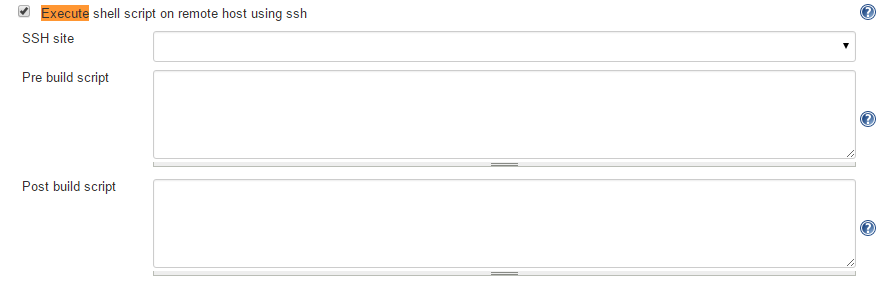 Execute shell script on remote host using ssh
SSH site
Pre build script
Post build script